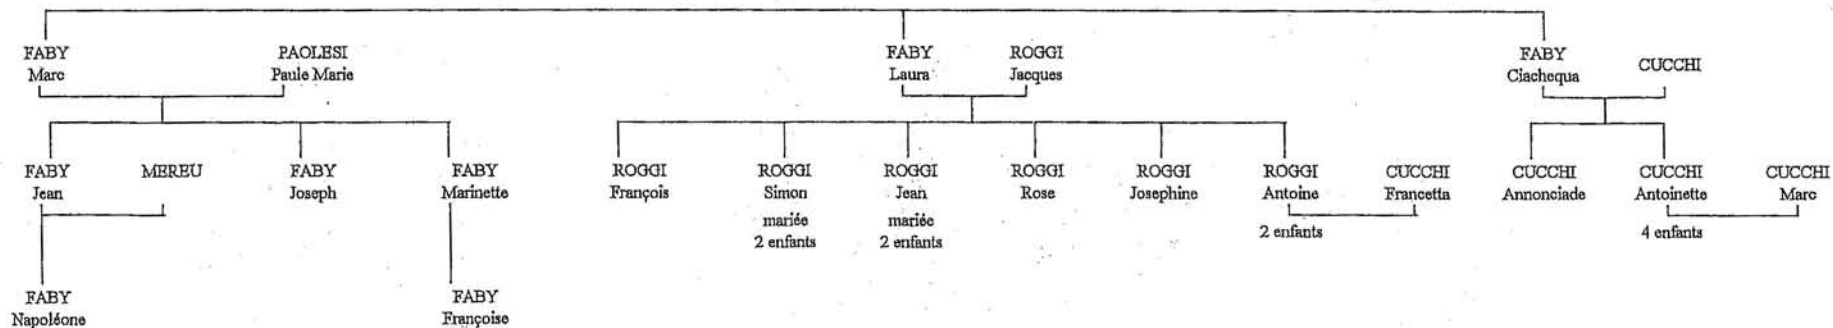 FABY PAOLESI FABY ROGGI FABY CUCCHI
Marc Paule Marie Laura Jacques Ciachequa
FABY MEREU FABY FABY ROGGI ROGGI ROGGI ROGGI ROGGI ROGGI CUCCHI CUCCHI CUCCHI CUCCHI
Jean Joseph Marinette François Simon Jean Rose Josephine Antoine Francetta Annonciade Antoinette Marc
mariée mariée
2 enfants 2 enfants 2 enfants 4 enfants
FABY FABY
Napoléone Françoise